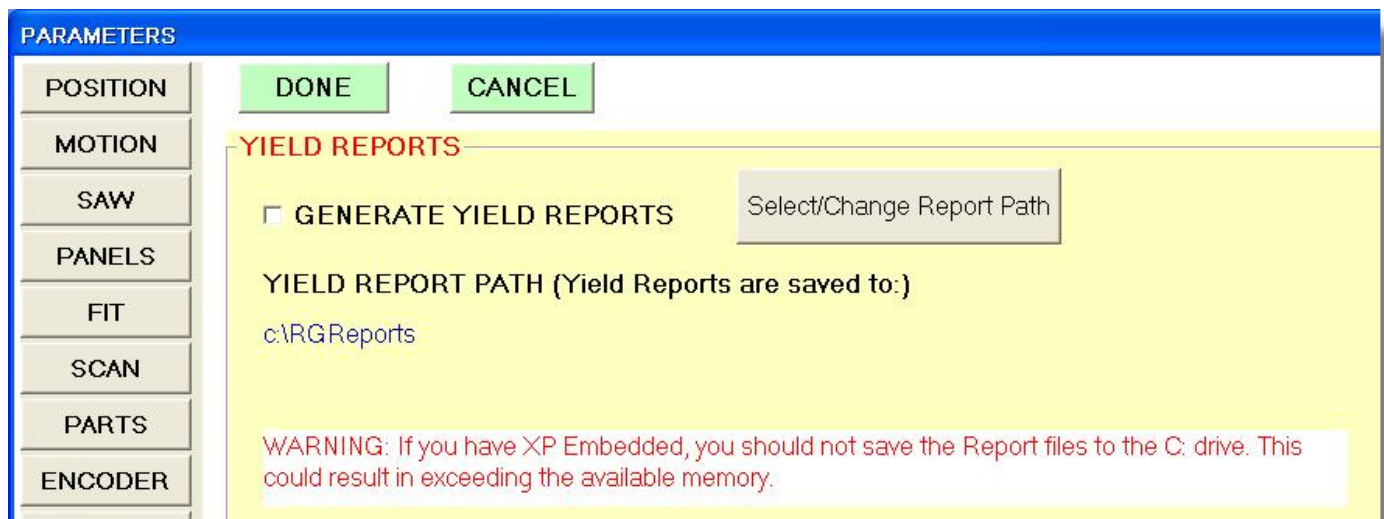 PARAMETERS
POSITION
MOTION
SAW
PANELS
FIT
SCAN
PARTS
ENCODER
DONE
CANCEL
YIELD REPORTS
GENERATE YIELD REPORTS
Select/Change Report Path
YIELD REPORT PATH (Yield Reports are saved to:)
c:\RGReports
WARNING: If you have XP Embedded, you should not save the Report files to the C: drive. This
could result in exceeding the available memory.